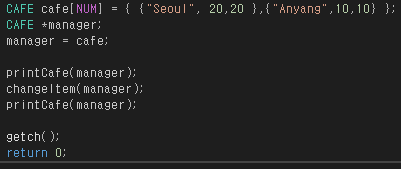 CAFE cafe[NUM] = { {"Seoul", 20,20 },{"Anyang",10,10} };
CAFE *manager;
manager = cafe;
printCafe(manager);
changeItem(manager);
printCafe(manager);
getch();
return 0;